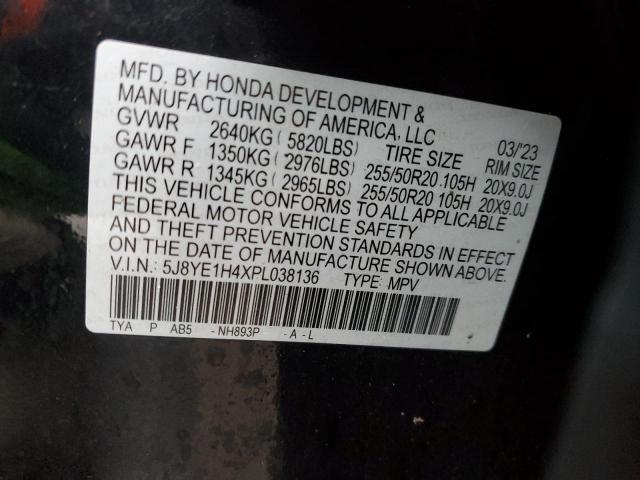 MFD. BY HONDA DEVELOPMENT &
MANUFACTURING OF AMERICA, LLC 03/'23
GVWR 2640KG (5820LBS) TIRE SIZE RIM SIZE
GAWR F 1350KG (2976LBS) 255/50R20 105H 20X9.0J
GAWR R 1345KG (2965LBS) 255/50R20 105H 20X9.0J
THIS VEHICLE CONFORMS TO ALL APPLICABLE
FEDERAL MOTOR VEHICLE SAFETY
AND THEFT PREVENTION STANDARDS IN EFFECT
ON THE DATE OF MANUFACTURE SHOWN ABOVE.
V.I.N.: 5J8YE1H4XPL038136 TYPE: MPV
TYA P AB5 -NH893P -A-L